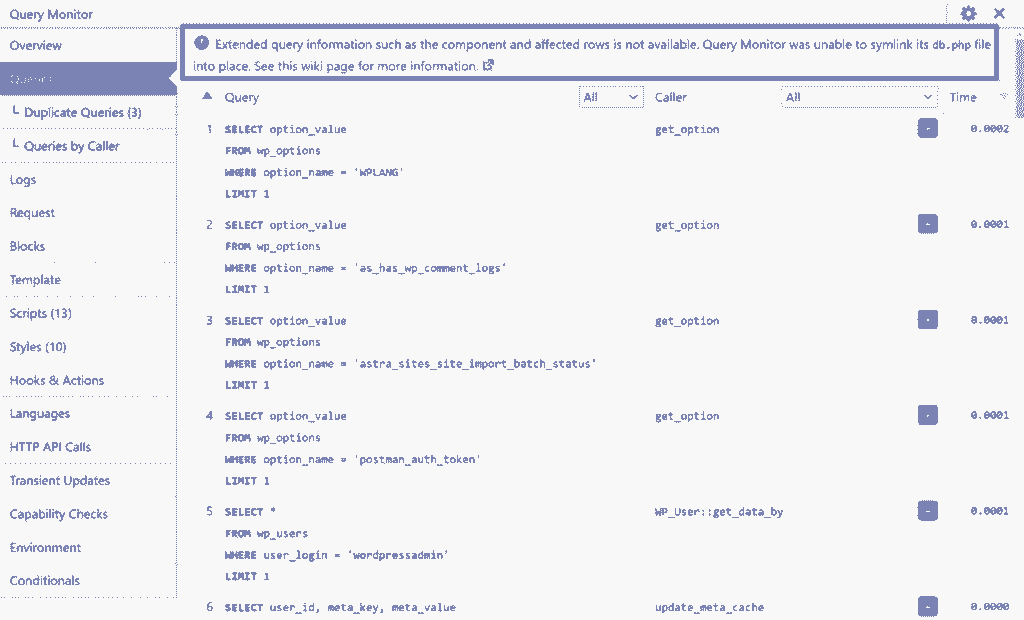 Query Monitor
Overview
Queries
└ Duplicate Queries (3)
└ Queries by Caller
Logs
Request
Blocks
Template
Scripts (13)
Styles (10)
Hooks & Actions
Languages
HTTP API Calls
Transient Updates
Capability Checks
Environment
Conditionals
Extended query information such as the component and affected rows is not available. Query Monitor was unable to symlink its db.php file
into place. See this wiki page for more information.
Query All Caller All Time
1 SELECT option_value get_option - 0.0002
FROM wp_options
WHERE option_name = 'WPLANG'
LIMIT 1
2 SELECT option_value get_option - 0.0001
FROM wp_options
WHERE option_name = 'as_has_wp_comment_logs'
LIMIT 1
3 SELECT option_value get_option - 0.0001
FROM wp_options
WHERE option_name = 'astra_sites_site_import_batch_status'
LIMIT 1
4 SELECT option_value get_option - 0.0001
FROM wp_options
WHERE option_name = 'postman_auth_token'
LIMIT 1
5 SELECT * WP_User::get_data_by - 0.0001
FROM wp_users
WHERE user_login = 'wordpressadmin'
LIMIT 1
6 SELECT user_id, meta_key, meta_value update_meta_cache - 0.0000